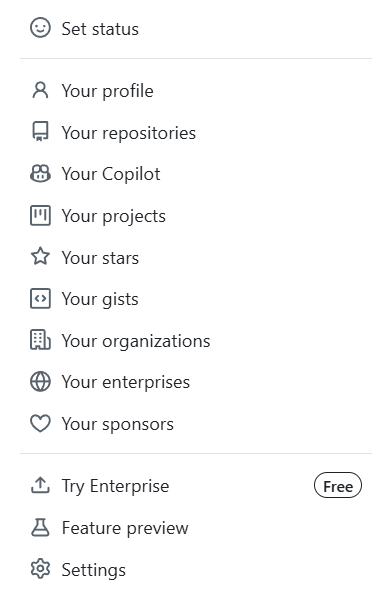 Set status
Your profile
Your repositories
Your Copilot
Your projects
Your stars
Your gists
Your organizations
Your enterprises
Your sponsors
Try Enterprise Free
Feature preview
Settings